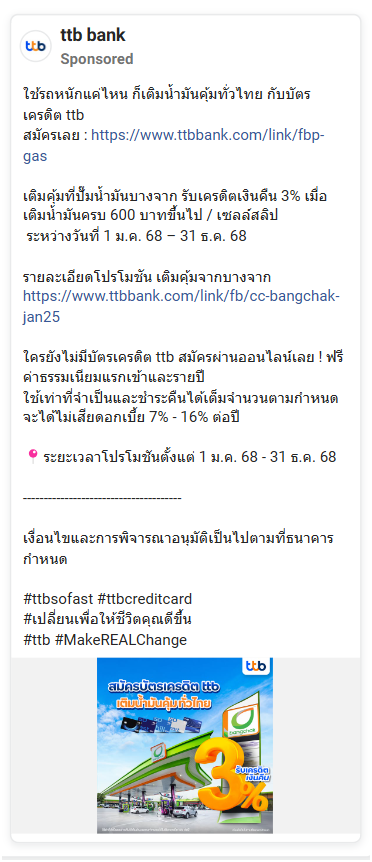 ttb bank
ttb
Sponsored
ใช้รถหนักแค่ไหน ก็เติมน้ำมันคุ้มทั่วไทย กับบัตร
เครดิต ttb
สมัครเลย : https://www.ttbbank.com/link/fbp-
gas
เติมคุ้มที่ปั๊มน้ำมันบางจาก รับเครดิตเงินคืน 3% เมื่อ
เติมน้ำมันครบ 600 บาทขึ้นไป / เซลล์สลิป
ระหว่างวันที่ 1 ม.ค. 68 – 31 ธ.ค. 68
รายละเอียดโปรโมชัน เติมคุ้มจากบางจาก
https://www.ttbbank.com/link/fb/cc-bangchak-
jan25
ใครยังไม่มีบัตรเครดิต ttb สมัครผ่านออนไลน์เลย ! ฟรี
ค่าธรรมเนียมแรกเข้าและรายปี
ใช้เท่าที่จำเป็นและชำระคืนได้เต็มจำนวนตามกำหนด
จะได้ไม่เสียดอกเบี้ย 7% - 16% ต่อปี
📍 ระยะเวลาโปรโมชันตั้งแต่ 1 ม.ค. 68 - 31 ธ.ค. 68
--------------------------------------
เงื่อนไขและการพิจารณาอนุมัติเป็นไปตามที่ธนาคาร
กำหนด
#ttbsofast #ttbcreditcard
#เปลี่ยนเพื่อให้ชีวิตคุณดีขึ้น
#ttb #MakeREALChange
ttb
สมัครบัตรเครดิต ttb
เติมน้ำมันคุ้มทั่วไทย
bangchak
3%
รับเครดิต
เงินคืน